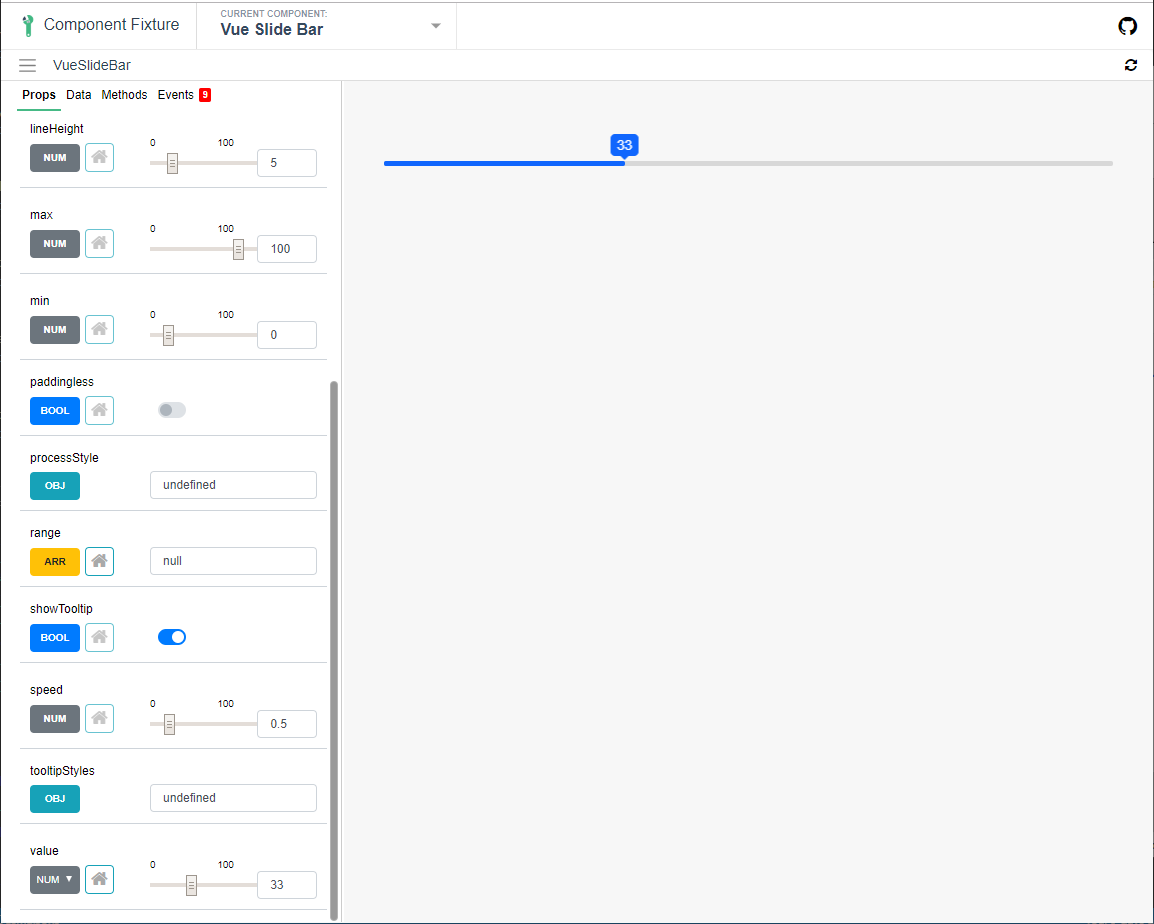 Component Fixture
CURRENT COMPONENT:
Vue Slide Bar
VueSlideBar
Props Data Methods Events 9
lineHeight
0 100
NUM 5
max
0 100
NUM 100
min
0 100
NUM 0
paddingless
BOOL
processStyle
OBJ undefined
range
ARR null
showTooltip
BOOL
speed
0 100
NUM 0.5
tooltipStyles
OBJ undefined
value
0 100
NUM ▼ 33
33